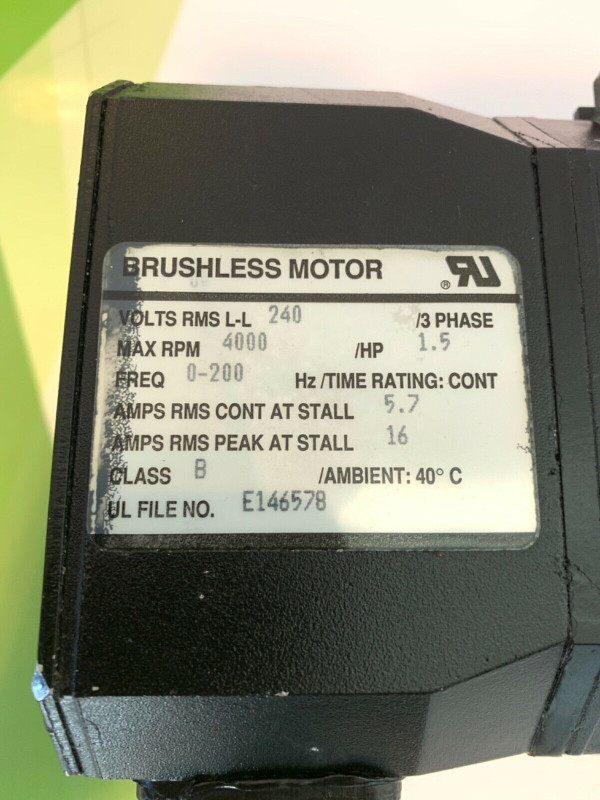 BRUSHLESS MOTOR
VOLTS RMS L-L 240 /3 PHASE
MAX RPM 4000 /HP 1.5
FREQ 0-200 Hz /TIME RATING: CONT
AMPS RMS CONT AT STALL 5.7
AMPS RMS PEAK AT STALL 16
CLASS B /AMBIENT: 40° C
UL FILE NO. E146578